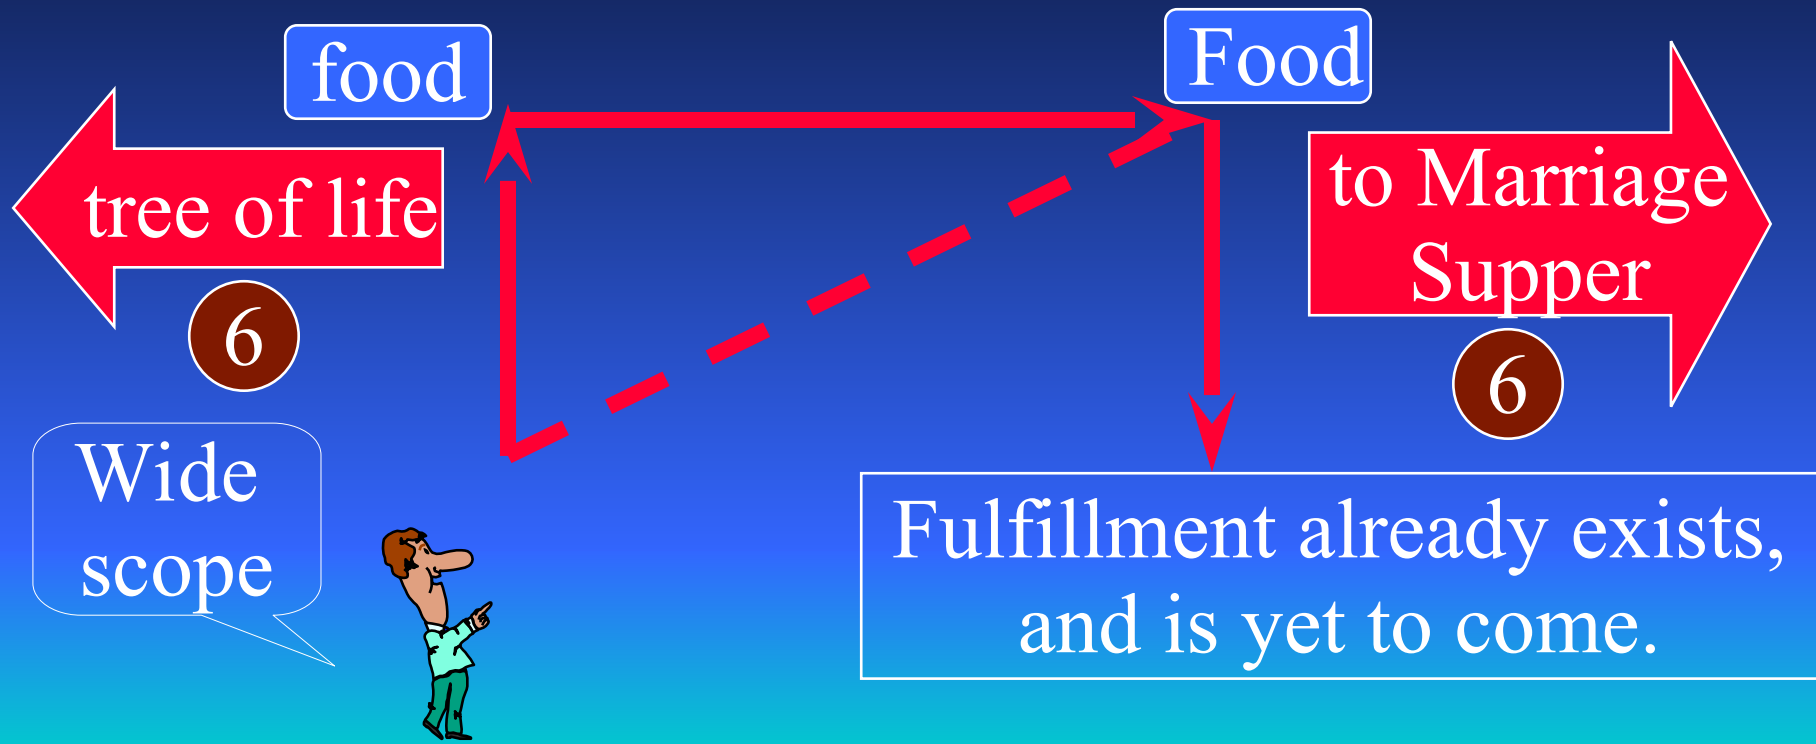 food
Food
tree of life
to Marriage
Supper
6
6
Wide
scope
Fulfillment already exists,
and is yet to come.